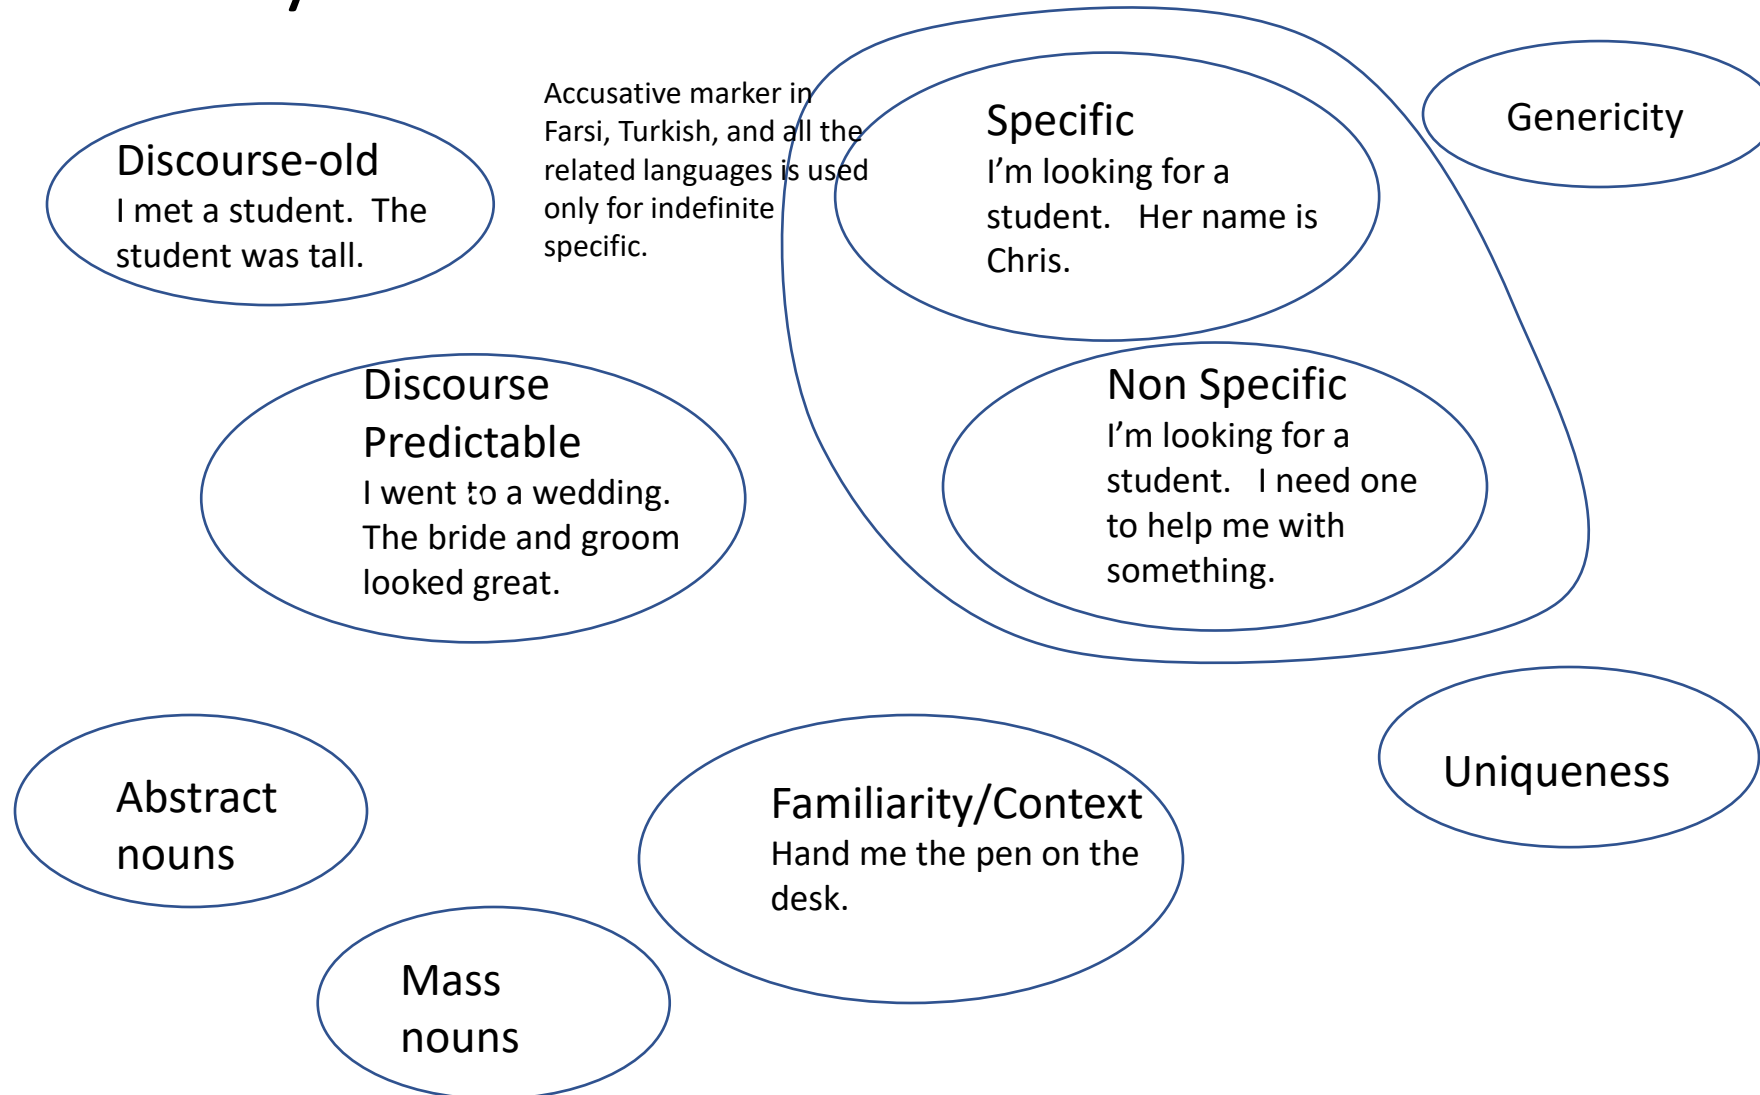 Discourse-old
I met a student.  The
student was tall.
Accusative marker in
Farsi, Turkish, and all the
related languages is used
only for indefinite
specific.
Specific
I’m looking for a
student.   Her name is
Chris.
Genericity
Discourse
Predictable
I went to a wedding.
The bride and groom
looked great.
Non Specific
I’m looking for a
student.   I need one
to help me with
something.
Abstract
nouns
Mass
nouns
Familiarity/Context
Hand me the pen on the
desk.
Uniqueness